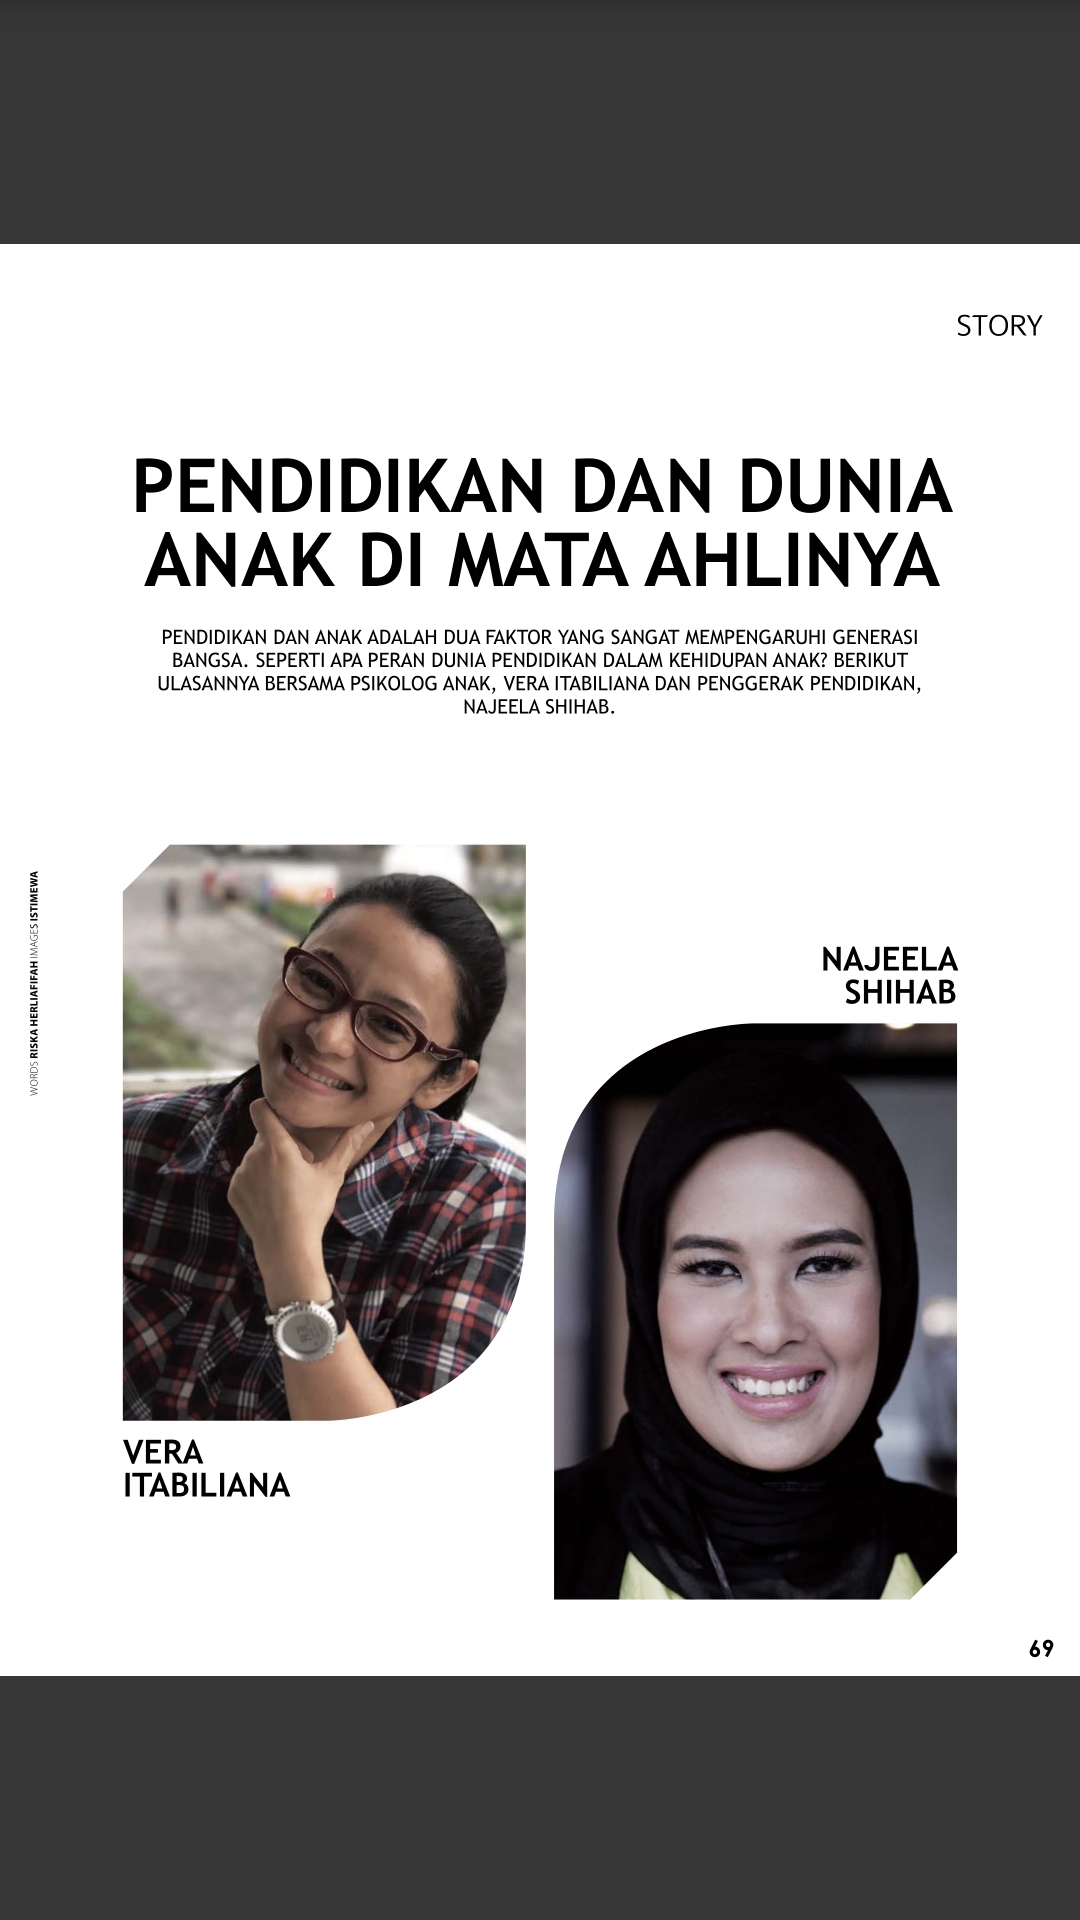 STORY
PENDIDIKAN DAN DUNIA
ANAK DI MATA AHLINYA
PENDIDIKAN DAN ANAK ADALAH DUA FAKTOR YANG SANGAT MEMPENGARUHI GENERASI
BANGSA. SEPERTI APA PERAN DUNIA PENDIDIKAN DALAM KEHIDUPAN ANAK? BERIKUT
ULASANNYA BERSAMA PSIKOLOG ANAK, VERA ITABILIANA DAN PENGGERAK PENDIDIKAN,
NAJEELA SHIHAB.
WORDS RISKA HERLIAFIFAH IMAGES ISTIMEWA
NAJEELA
SHIHAB
VERA
ITABILIANA
69